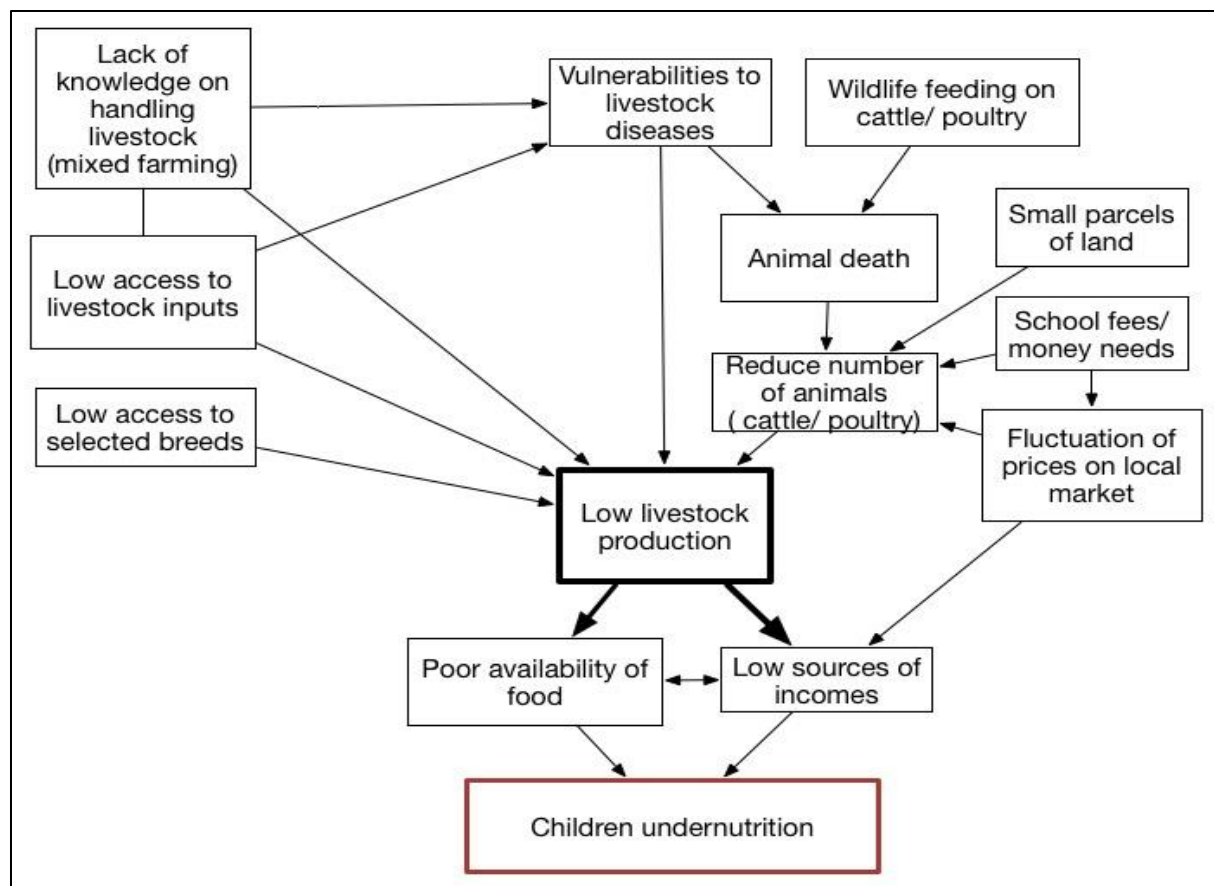 Lack of
knowledge on
handling
livestock
(mixed farming)
Vulnerabilities to
livestock
diseases
Wildlife feeding on
cattle/ poultry
Small parcels
of land
Low access to
livestock inputs
Animal death
School fees/
money needs
Reduce number
of animals
( cattle/ poultry)
Low access to
selected breeds
Fluctuation of
prices on local
market
Low livestock
production
Poor availability of
food
Low sources of
incomes
Children undernutrition